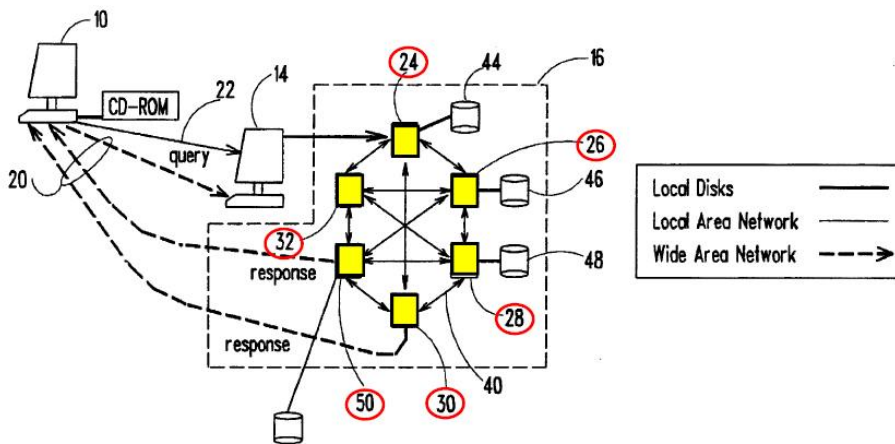 10
CD-ROM
22
14
24
44
16
query
20
26
46
32
48
response
28
response
50
30
40
Local Disks
Local Area Network
Wide Area Network